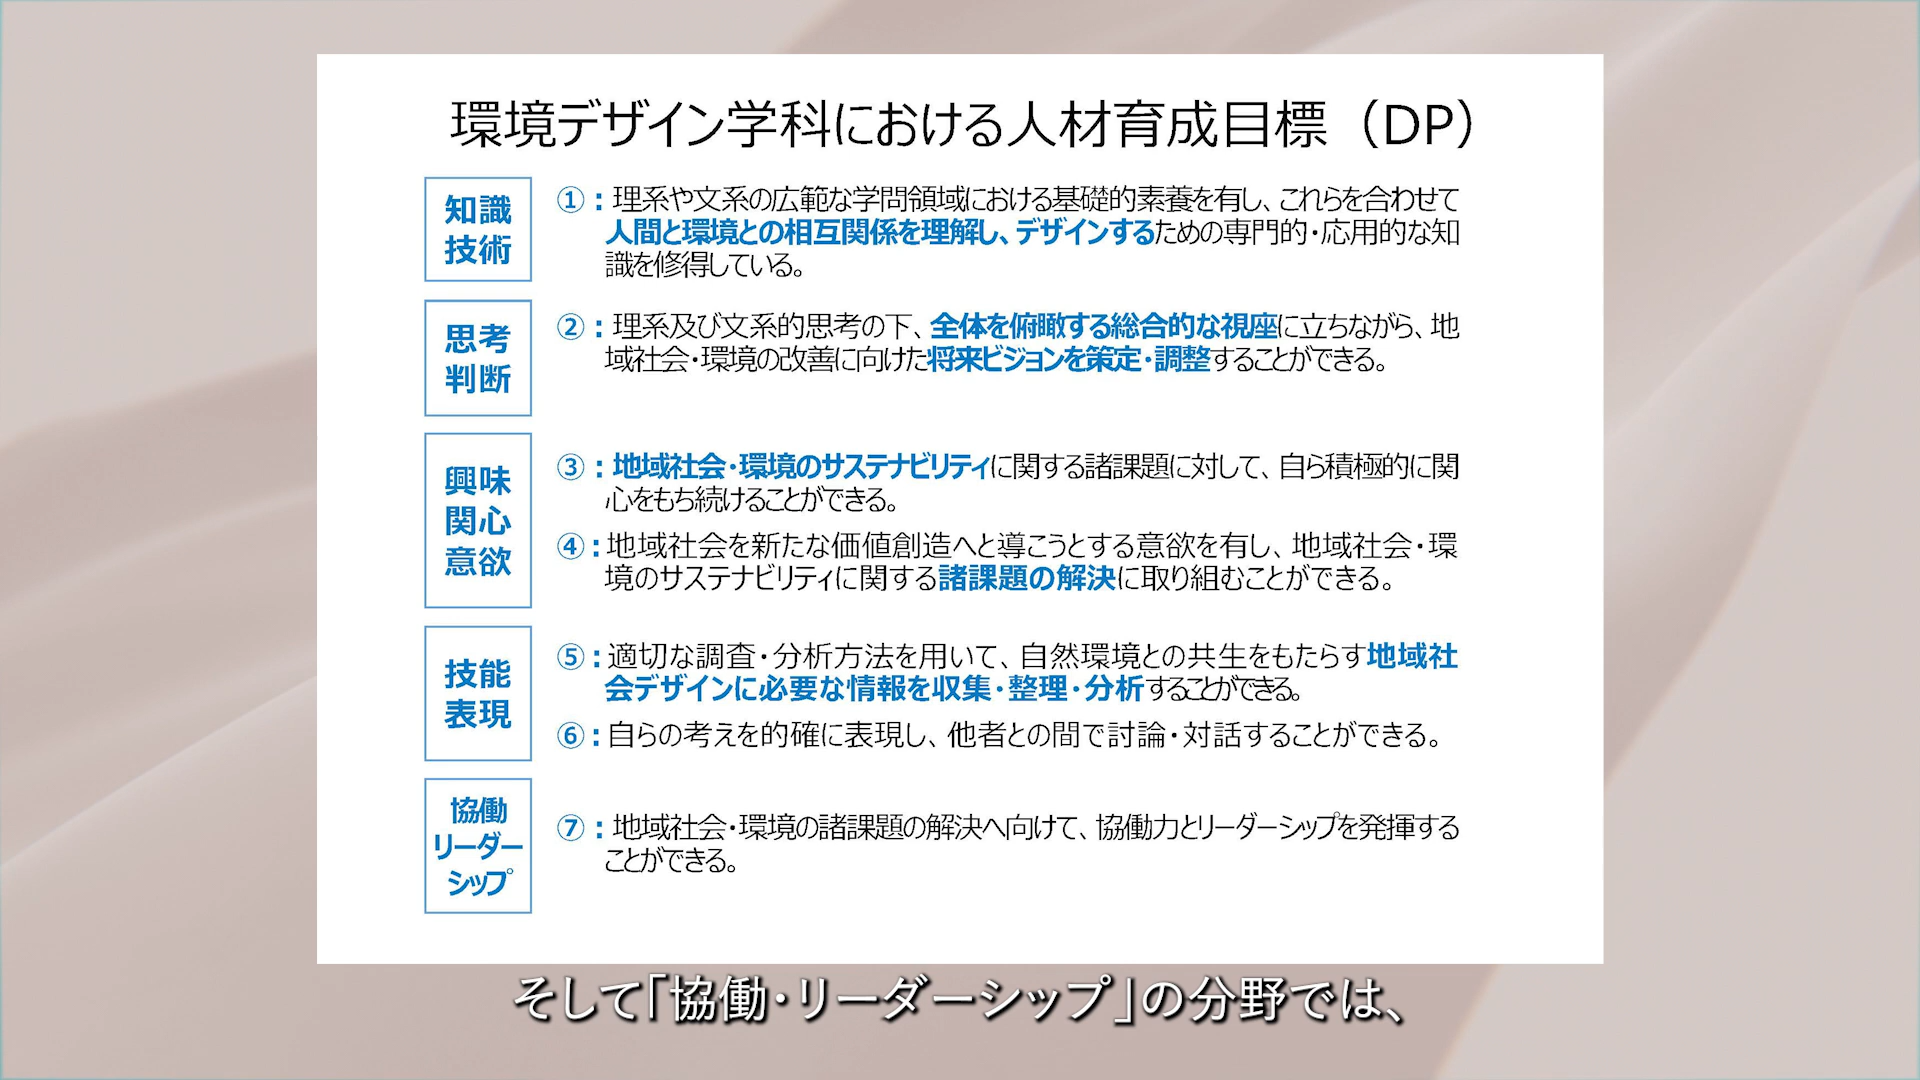 環境デザイン学科における人材育成目標（DP）
知識
技術
①：理系や文系の広範な学問領域における基礎的素養を有し、これらを合わせて
人間と環境との相互関係を理解し、デザインするための専門的・応用的な知
識を修得している。
思考
判断
②：理系及び文系的思考の下、全体を俯瞰する総合的な視座に立ちながら、地
域社会・環境の改善に向けた将来ビジョンを策定・調整することができる。
興味
関心
意欲
③：地域社会・環境のサステナビリティに関する諸課題に対して、自ら積極的に関
心をもち続けることができる。
④：地域社会を新たな価値創造へと導こうとする意欲を有し、地域社会・環
境のサステナビリティに関する諸課題の解決に取り組むことができる。
技能
表現
⑤：適切な調査・分析方法を用いて、自然環境との共生をもたらす地域社
会デザインに必要な情報を収集・整理・分析することができる。
⑥：自らの考えを的確に表現し、他者との間で討論・対話することができる。
協働
リーダー
シップ
⑦：地域社会・環境の諸課題の解決へ向けて、協働力とリーダーシップを発揮する
ことができる。
そして「協働・リーダーシップ」の分野では、